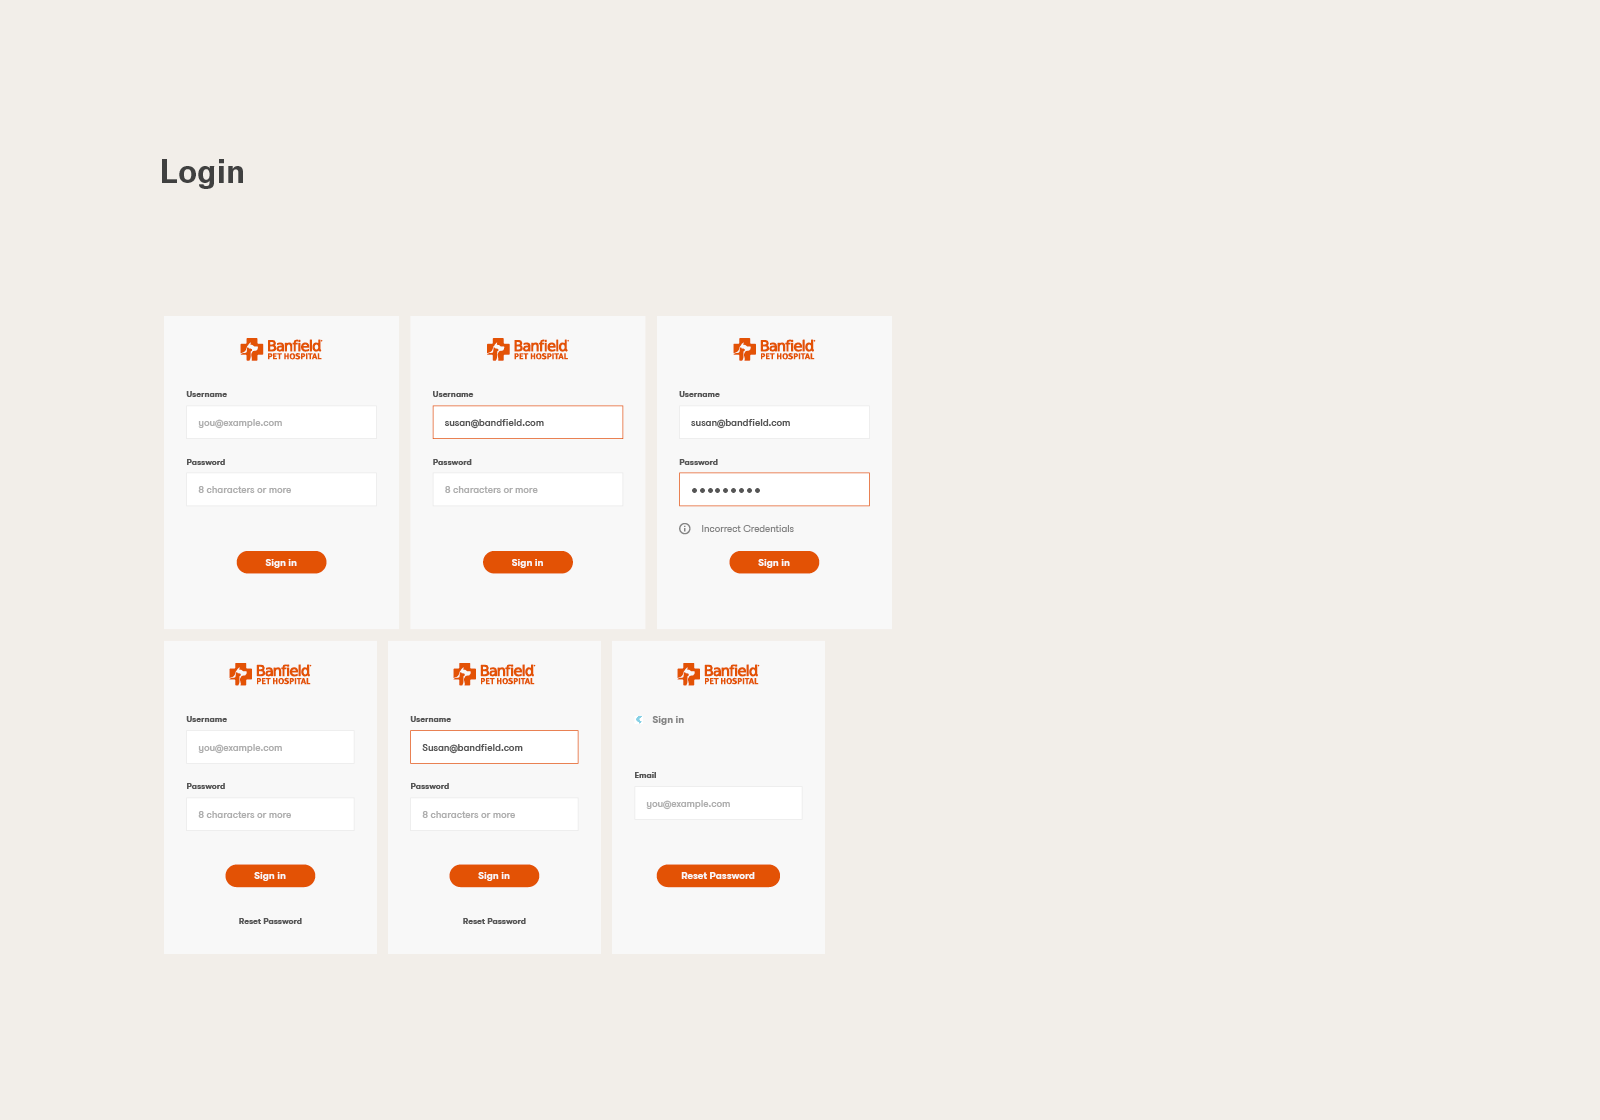 Login
Banfield
PET HOSPITAL
Username
you@example.com
Password
8 characters or more
Sign in
Banfield
PET HOSPITAL
Username
susan@bandfield.com
Password
8 characters or more
Sign in
Banfield
PET HOSPITAL
Username
susan@bandfield.com
Password
Incorrect Credentials
Sign in
Banfield
PET HOSPITAL
Username
you@example.com
Password
8 characters or more
Sign in
Reset Password
Banfield
PET HOSPITAL
Username
Susan@bandfield.com
Password
8 characters or more
Sign in
Reset Password
Banfield
PET HOSPITAL
Sign in
Email
you@example.com
Reset Password